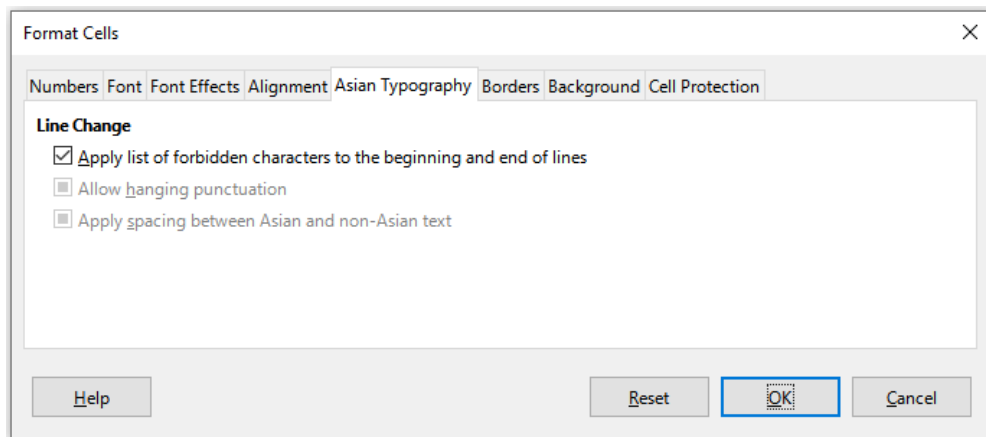 Format Cells
Numbers Font Font Effects Alignment Asian Typography Borders Background Cell Protection
Line Change
Apply list of forbidden characters to the beginning and end of lines
Allow hanging punctuation
Apply spacing between Asian and non-Asian text
Help Reset OK Cancel